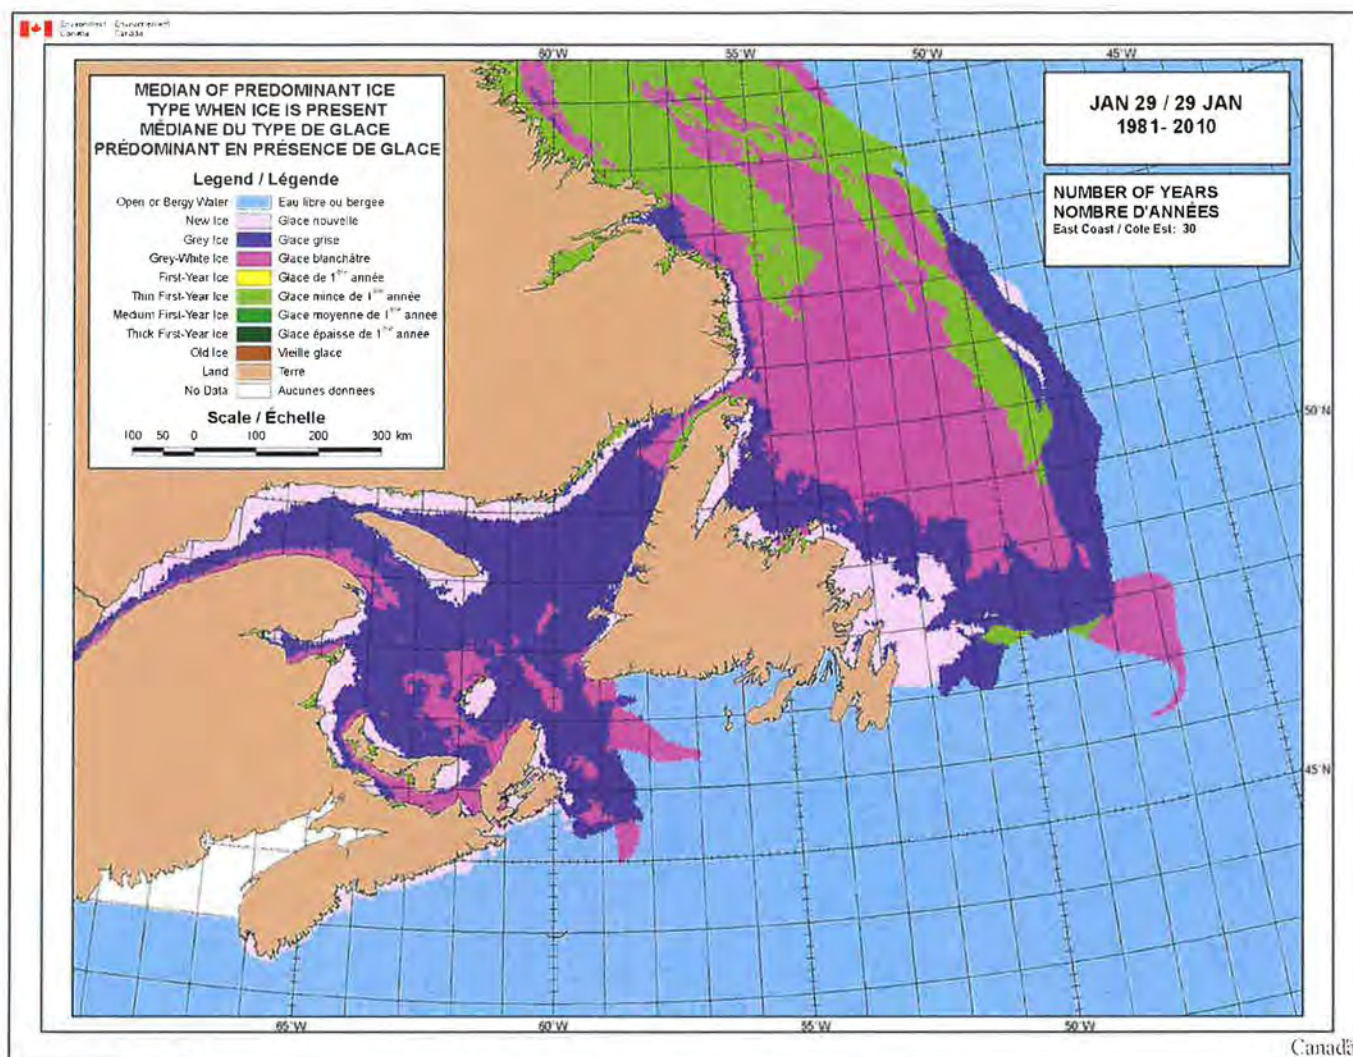 Environment Environnement
Canada Canada
60°W 55°W 50°W 45°W
MEDIAN OF PREDOMINANT ICE
TYPE WHEN ICE IS PRESENT
MÉDIANE DU TYPE DE GLACE
PRÉDOMINANT EN PRÉSENCE DE GLACE
Legend / Légende
Open or Bergy Water Eau libre ou bergée
New Ice Glace nouvelle
Grey Ice Glace grise
Grey-White Ice Glace blanchâtre
First-Year Ice Glace de 1ère année
Thin First-Year Ice Glace mince de 1ère année
Medium First-Year Ice Glace moyenne de 1ère année
Thick First-Year Ice Glace épaisse de 1ère année
Old Ice Vieille glace
Land Terre
No Data Aucunes donnees
Scale / Échelle
100 50 0 100 200 300 km
JAN 29 / 29 JAN
1981- 2010
NUMBER OF YEARS
NOMBRE D'ANNÉES
East Coast / Cote Est: 30
50°N
45°N
65°W 60°W 55°W 50°W
Canada